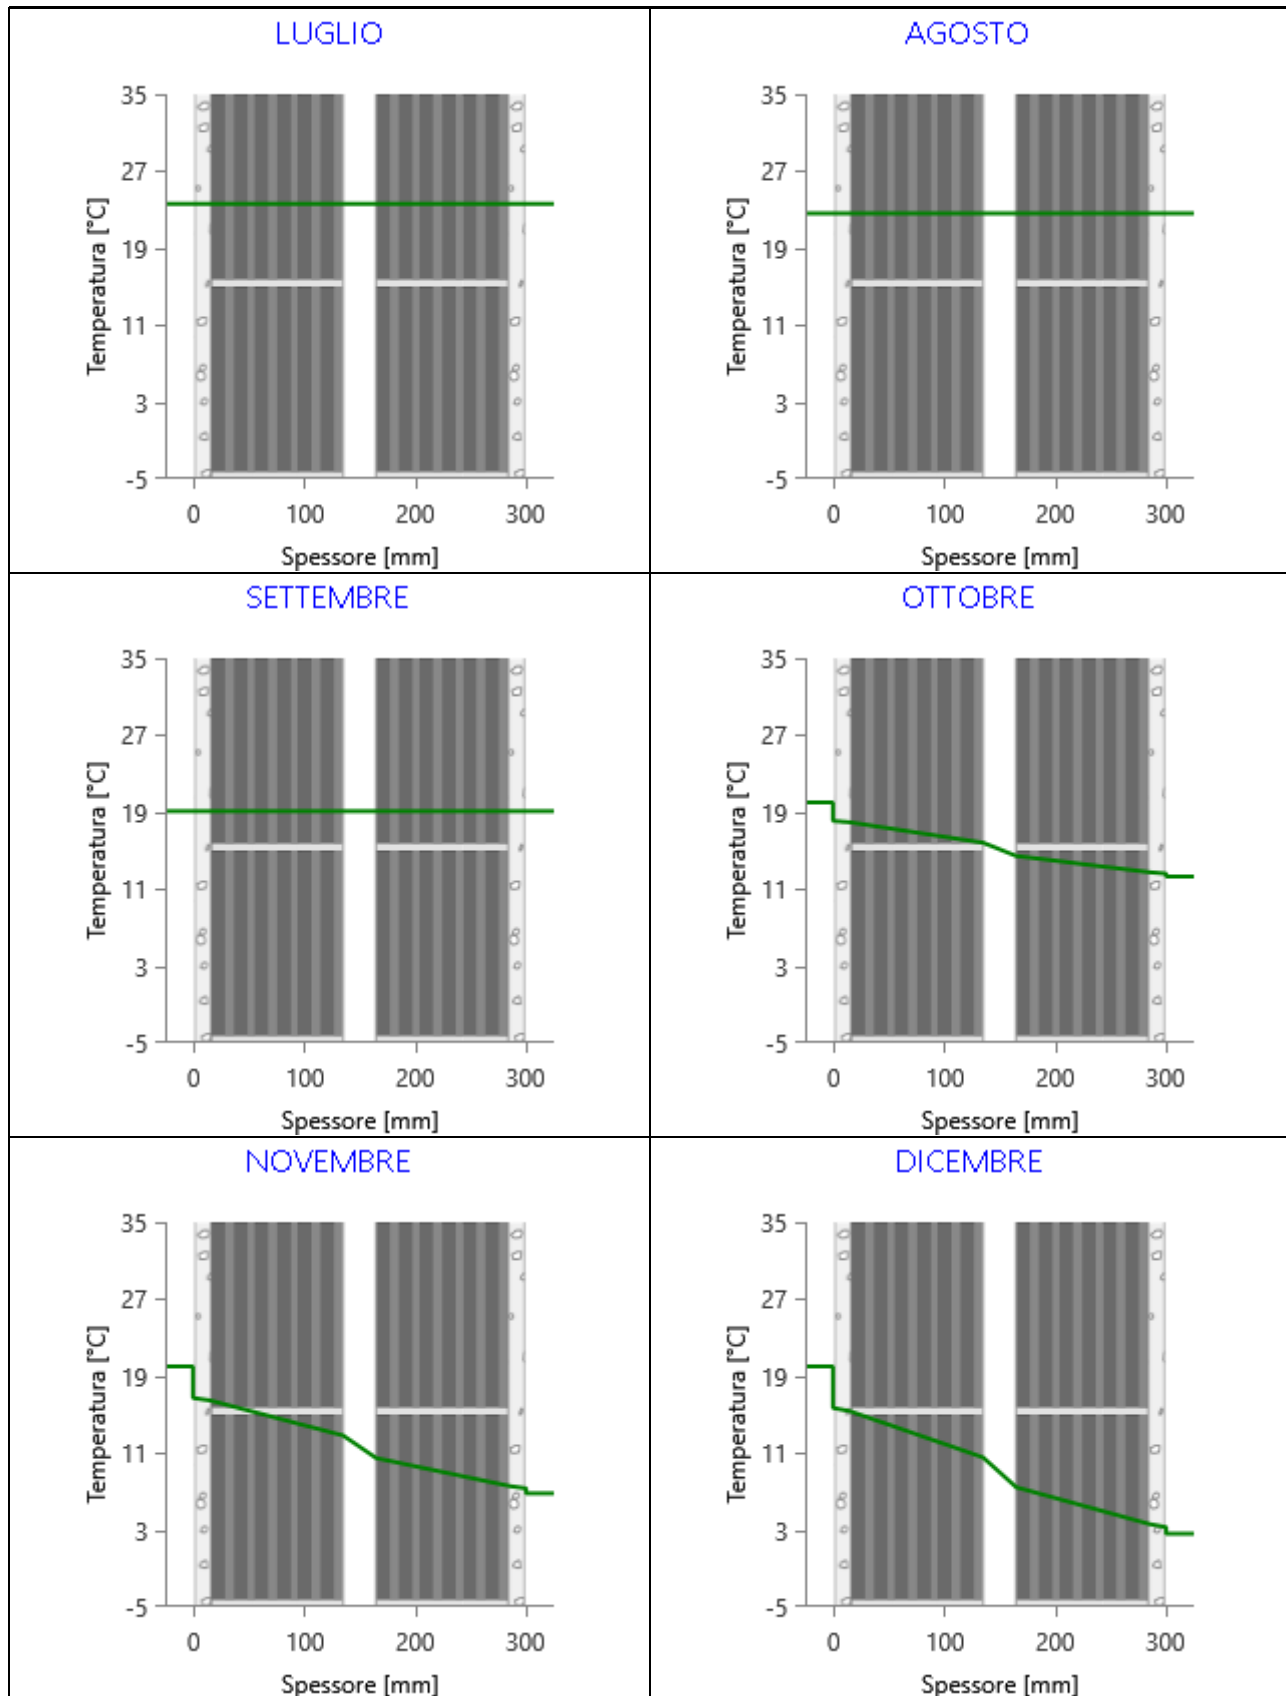 LUGLIO
35
27
19
11
3
-5
Temperatura [°C]
0 100 200 300
Spessore [mm]
AGOSTO
35
27
19
11
3
-5
Temperatura [°C]
0 100 200 300
Spessore [mm]
SETTEMBRE
35
27
19
11
3
-5
Temperatura [°C]
0 100 200 300
Spessore [mm]
OTTOBRE
35
27
19
11
3
-5
Temperatura [°C]
0 100 200 300
Spessore [mm]
NOVEMBRE
35
27
19
11
3
-5
Temperatura [°C]
0 100 200 300
Spessore [mm]
DICEMBRE
35
27
19
11
3
-5
Temperatura [°C]
0 100 200 300
Spessore [mm]